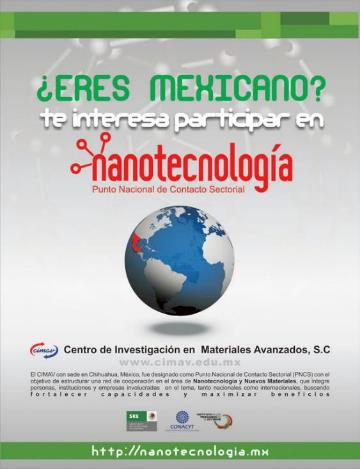 ¿ERES MEXICANO?
te interesa participar en
nanotecnología
Punto Nacional de Contacto Sectorial
cimav Centro de Investigación en Materiales Avanzados, S.C
www.cimav.edu.mx
El CIMAV con sede en Chihuahua, México, fue designado como Punto Nacional de Contacto Sectorial (PNCS) con el
objetivo de estructurar una red de cooperación en el área de Nanotecnología y Nuevos Materiales, que integre
personas, instituciones y empresas involucradas en el tema, tanto nacionales como internacionales, buscando
fortalecer capacidades y maximizar beneficios
SRE
CONACYT
http://nanotecnologia.mx